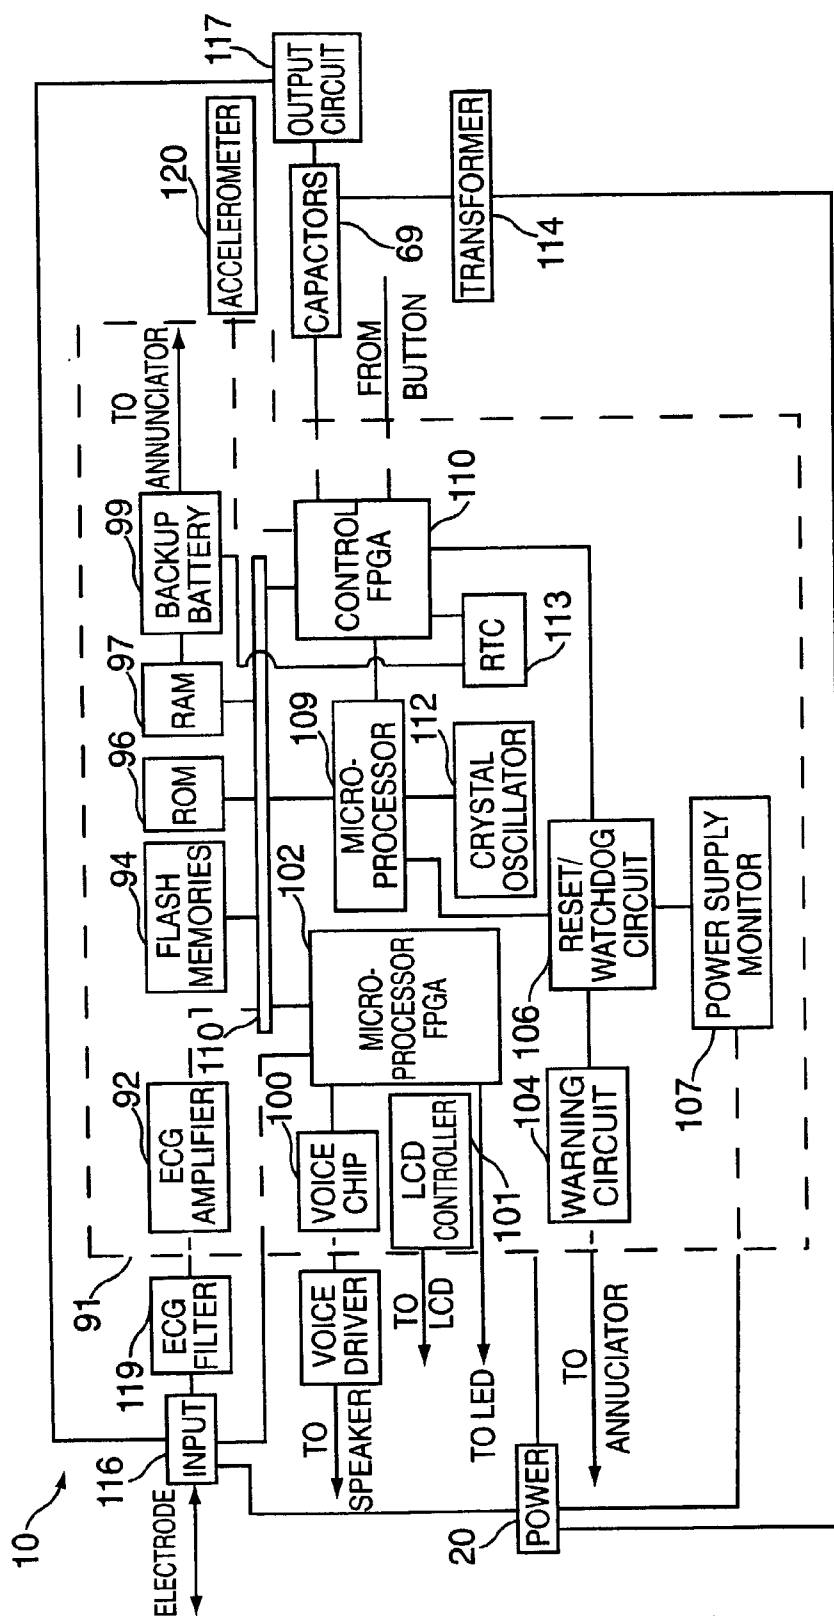 10
ELECTRODE
116
INPUT
119
ECG
FILTER
91
92
ECG
AMPLIFIER
94
FLASH
MEMORIES
96
ROM
97
RAM
99
BACKUP
BATTERY
TO
ANNUNCIATOR
120
ACCELEROMETER
117
OUTPUT
CIRCUIT
110
TO
SPEAKER
VOICE
DRIVER
100
VOICE
CHIP
102
MICRO-
PROCESSOR
FPGA
109
MICRO-
PROCESSOR
CONTROL
FPGA
110
CAPACTORS
69
FROM
BUTTON
TO
LCD
LCD
CONTROLLER
101
TO LED
112
CRYSTAL
OSCILLATOR
RTC
113
TRANSFORMER
114
20
POWER
TO
ANNUCIATOR
104
WARNING
CIRCUIT
106
RESET/
WATCHDOG
CIRCUIT
107
POWER SUPPLY
MONITOR